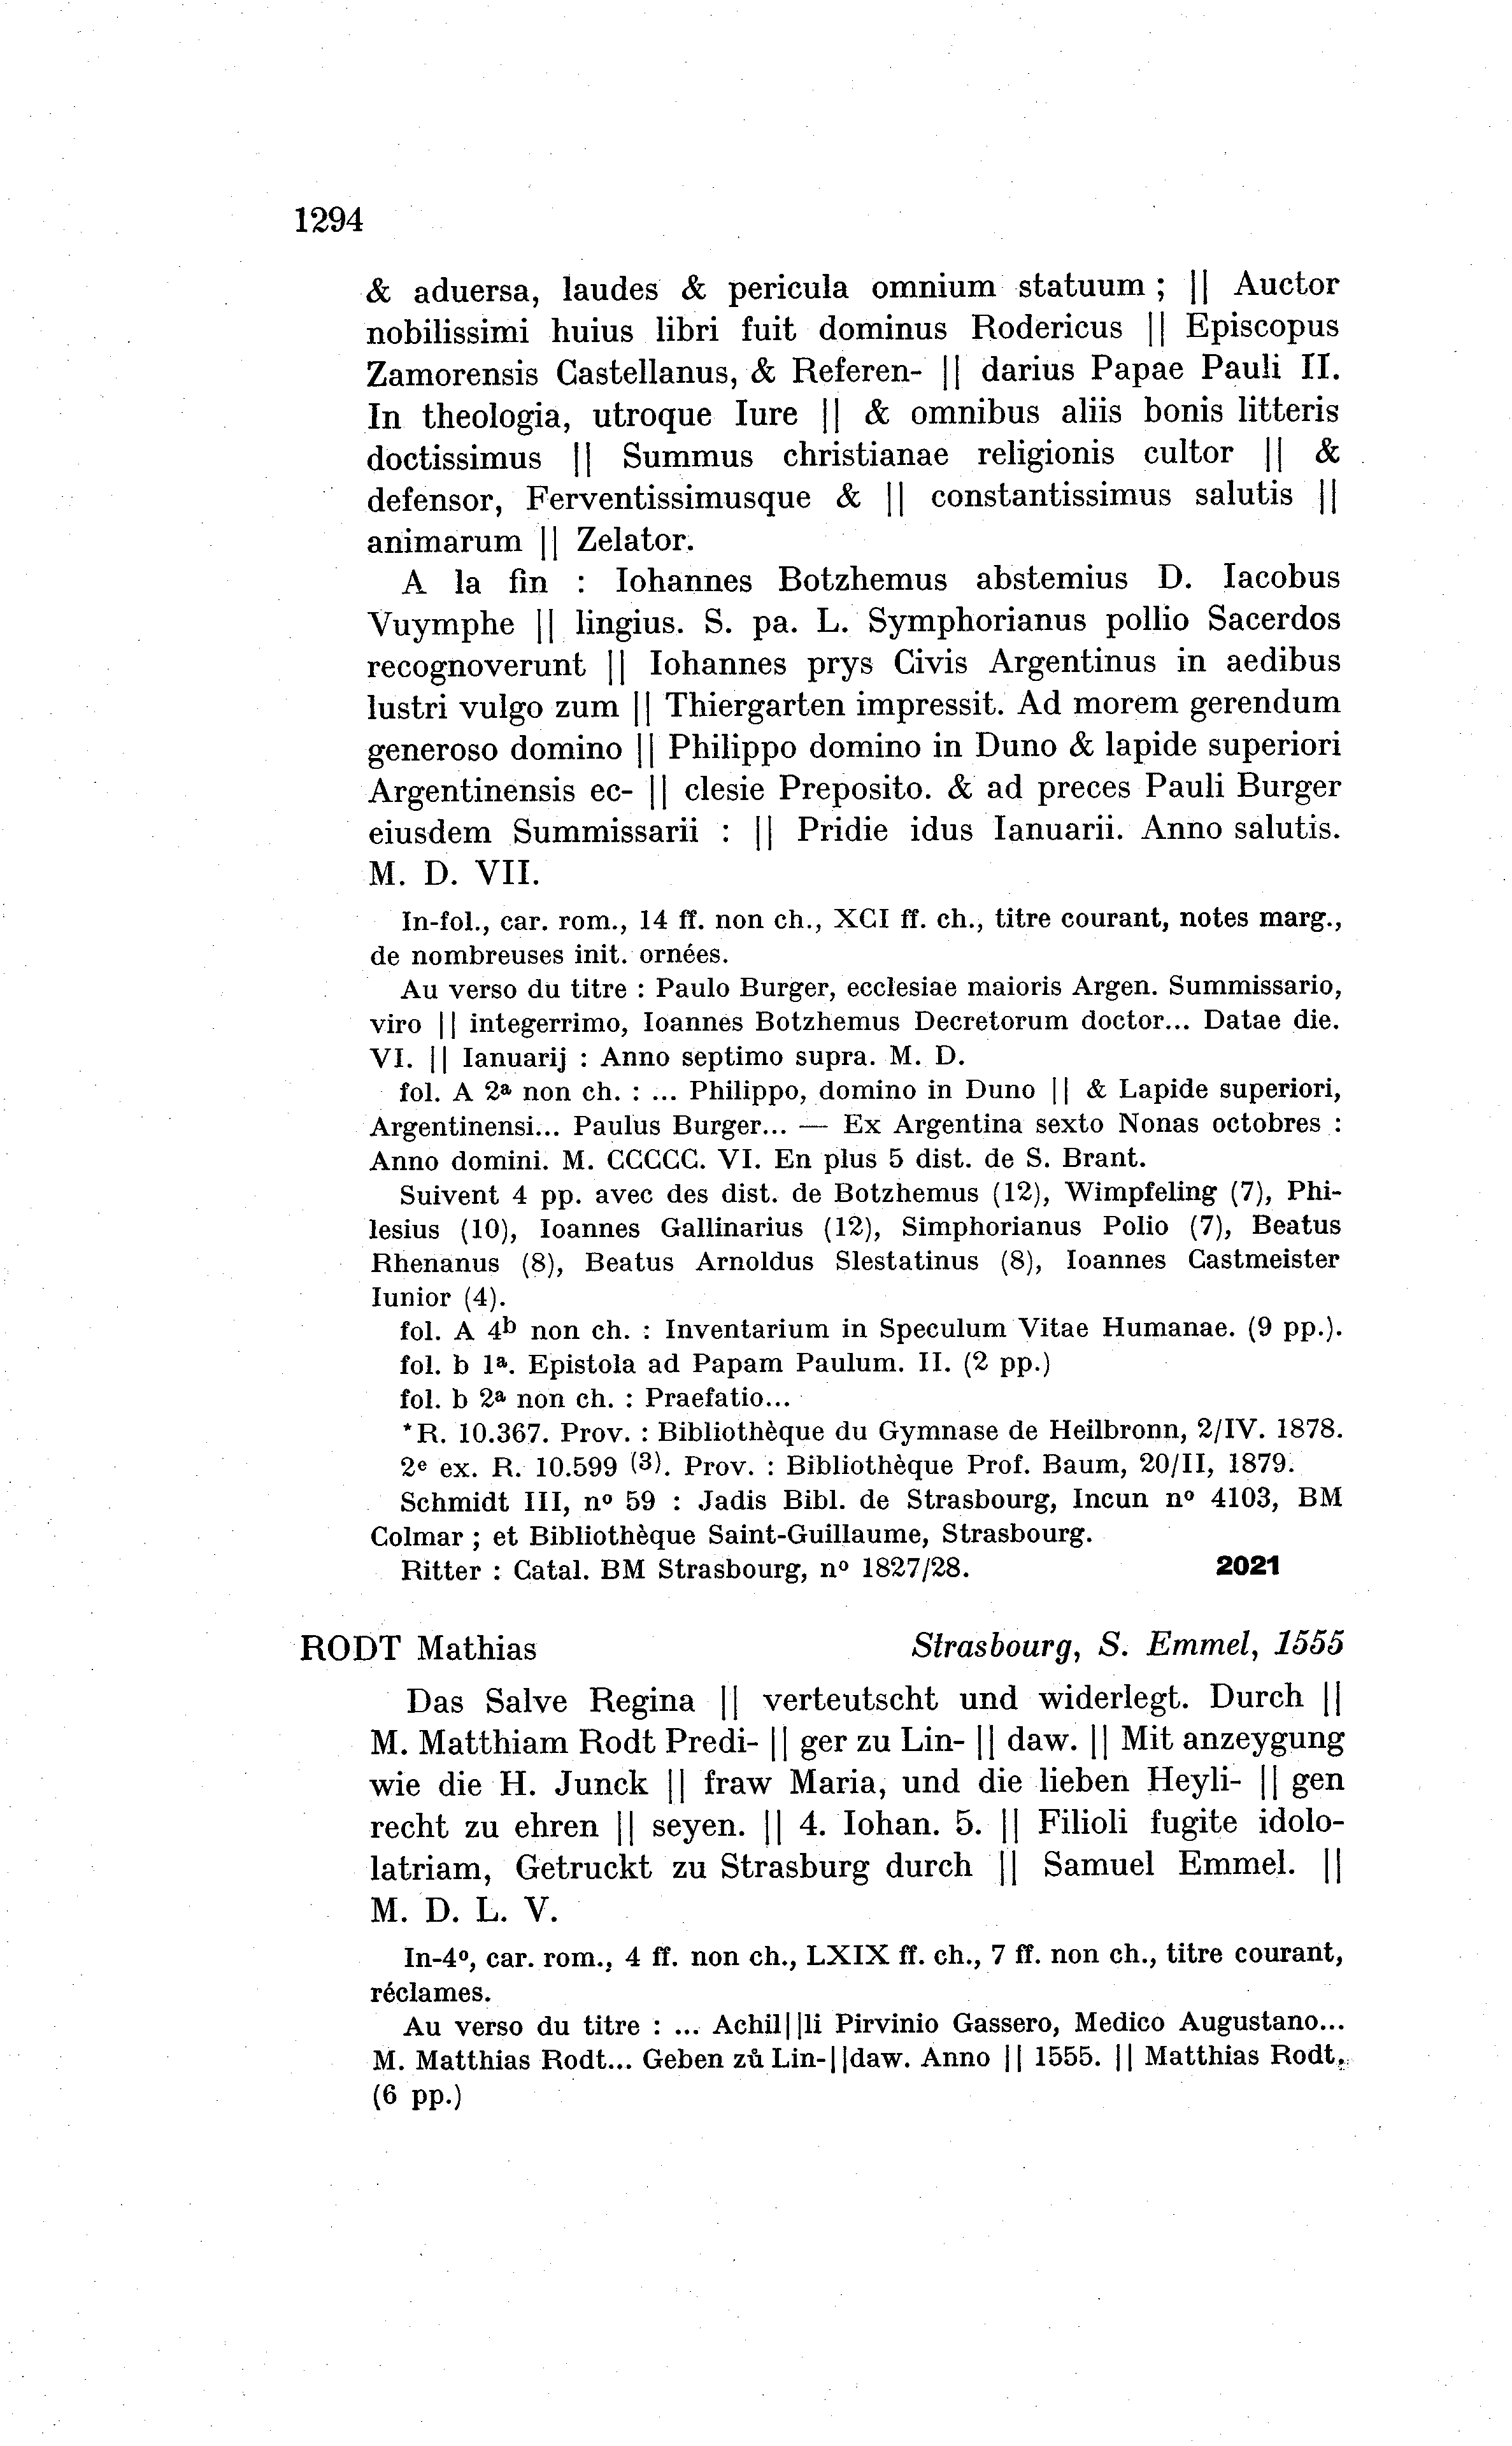 1294
& aduersa, laudes & pericula omnium statuum ; || Auctor
nobilissimi huius libri fuit dominus Rodericus || Episcopus
Zamorensis Castellanus, & Referen- || darius Papae Pauli II.
In theologia, utroque Iure || & omnibus aliis bonis litteris
doctissimus || Summus christianae religionis cultor || &
defensor, Ferventissimusque & || constantissimus salutis ||
animarum || Zelator.
A la fin : Iohannes Botzhemus abstemius D. Iacobus
Vuymphe || lingius. S. pa. L. Symphorianus pollio Sacerdos
recognoverunt || Iohannes prys Civis Argentinus in aedibus
lustri vulgo zum || Thiergarten impressit. Ad morem gerendum
generoso domino || Philippo domino in Duno & lapide superiori
Argentinensis ec- || clesie Preposito. & ad preces Pauli Burger
eiusdem Summissarii : || Pridie idus Ianuarii. Anno salutis.
M. D. VII.
In-fol., car. rom., 14 ff. non ch., XCI ff. ch., titre courant, notes marg.,
de nombreuses init. ornées.
Au verso du titre : Paulo Burger, ecclesiae maioris Argen. Summissario,
viro || integerrimo, Ioannes Botzhemus Decretorum doctor... Datae die.
VI. || Ianuarij : Anno septimo supra. M. D.
fol. A 2ª non ch. : ... Philippo, domino in Duno || & Lapide superiori,
Argentinensi... Paulus Burger... — Ex Argentina sexto Nonas octobres :
Anno domini. M. CCCCC. VI. En plus 5 dist. de S. Brant.
Suivent 4 pp. avec des dist. de Botzhemus (12), Wimpfeling (7), Phi-
lesius (10), Ioannes Gallinarius (12), Simphorianus Polio (7), Beatus
Rhenanus (8), Beatus Arnoldus Slestatinus (8), Ioannes Castmeister
Iunior (4).
fol. A 4ᵇ non ch. : Inventarium in Speculum Vitae Humanae. (9 pp.).
fol. b 1ª. Epistola ad Papam Paulum. II. (2 pp.)
fol. b 2ª non ch. : Praefatio...
*R. 10.367. Prov. : Bibliothèque du Gymnase de Heilbronn, 2/IV. 1878.
2ᵉ ex. R. 10.599 ⁽³⁾. Prov. : Bibliothèque Prof. Baum, 20/II, 1879.
Schmidt III, nº 59 : Jadis Bibl. de Strasbourg, Incun nº 4103, BM
Colmar ; et Bibliothèque Saint-Guillaume, Strasbourg.
Ritter : Catal. BM Strasbourg, nº 1827/28. 2021
RODT Mathias Strasbourg, S. Emmel, 1555
Das Salve Regina || verteutscht und widerlegt. Durch ||
M. Matthiam Rodt Predi- || ger zu Lin- || daw. || Mit anzeygung
wie die H. Junck || fraw Maria, und die lieben Heyli- || gen
recht zu ehren || seyen. || 4. Iohan. 5. || Filioli fugite idolo-
latriam, Getruckt zu Strasburg durch || Samuel Emmel. ||
M. D. L. V.
In-4º, car. rom., 4 ff. non ch., LXIX ff. ch., 7 ff. non ch., titre courant,
réclames.
Au verso du titre : ... Achil||li Pirvinio Gassero, Medico Augustano...
M. Matthias Rodt... Geben zů Lin-||daw. Anno || 1555. || Matthias Rodt.
(6 pp.)